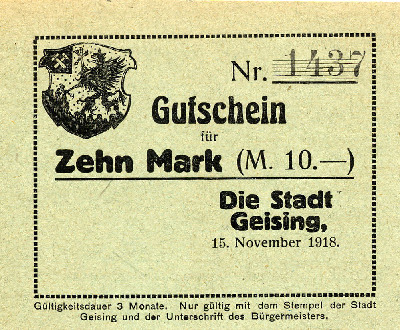 Nr. 1437
Gutschein
für
Zehn Mark (M. 10.—)
Die Stadt
Geising,
15. November 1918.
Gültigkeitsdauer 3 Monate. Nur gültig mit dem Stempel der Stadt
Geising und der Unterschrift des Bürgermeisters.